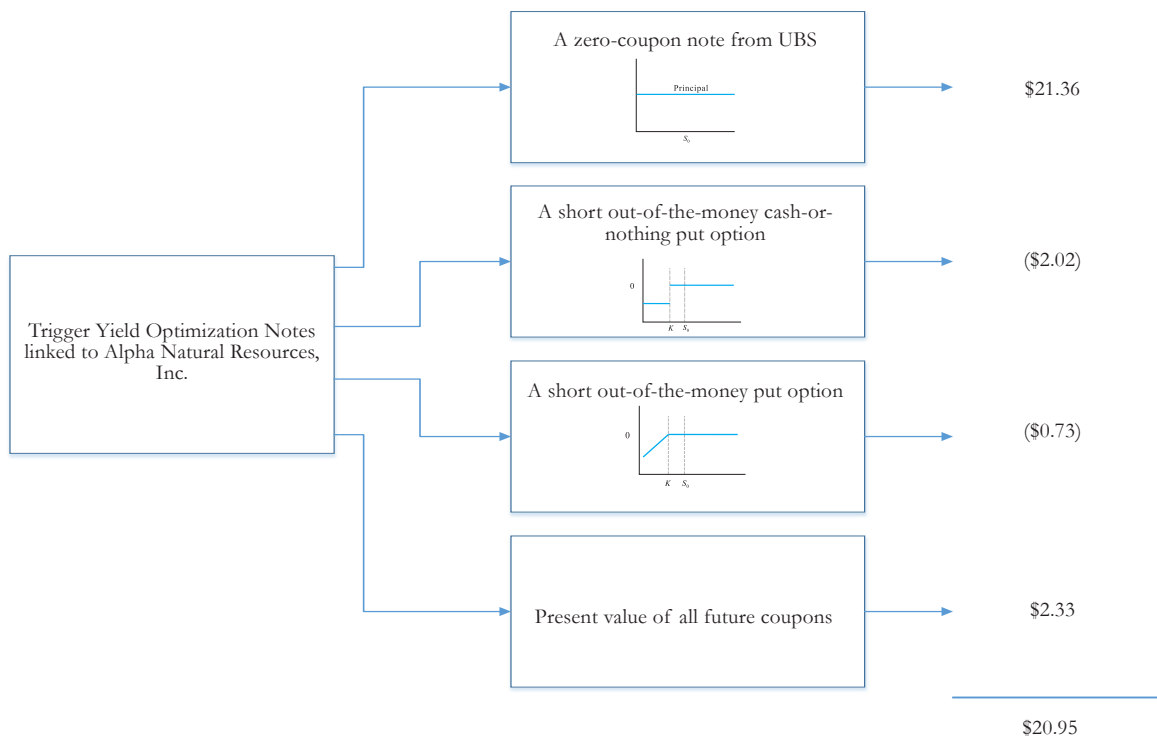 A zero-coupon note from UBS
Principal
S₀
$21.36
A short out-of-the-money cash-or-
nothing put option
0
K
S₀
($2.02)
Trigger Yield Optimization Notes
linked to Alpha Natural Resources,
Inc.
A short out-of-the-money put option
0
K
S₀
($0.73)
Present value of all future coupons
$2.33
$20.95